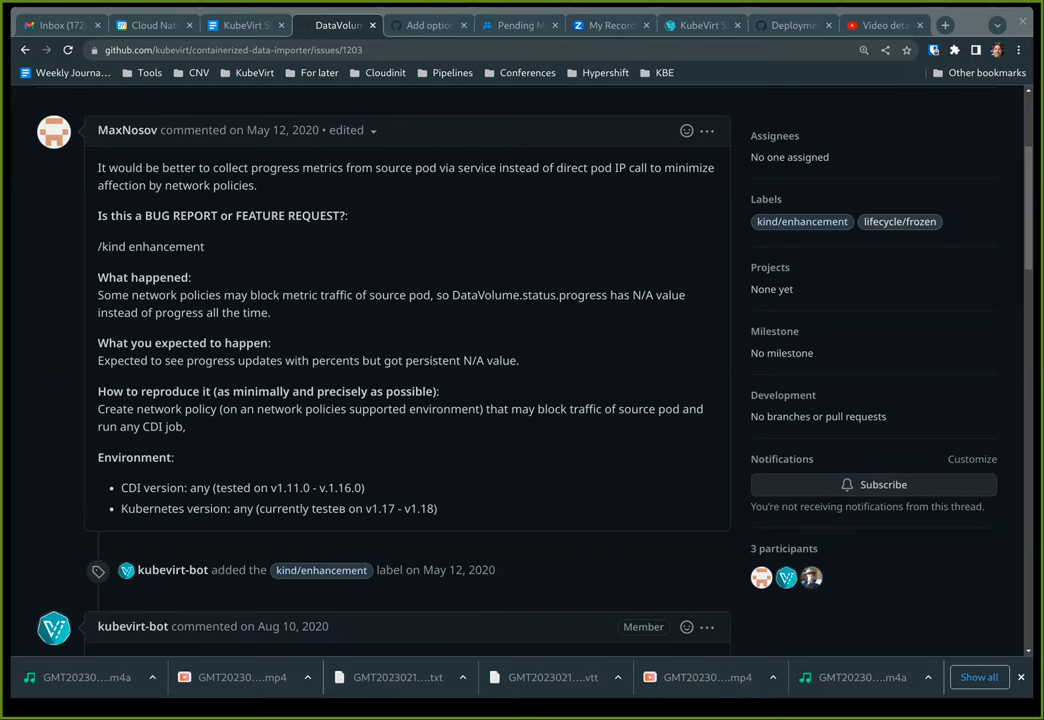 Inbox (172
Cloud Nati
KubeVirt S
DataVolum
Add option
Pending M
My Record
KubeVirt S
Deployme
Video deta
github.com/kubevirt/containerized-data-importer/issues/1203
Weekly Journa...
Tools
CNV
KubeVirt
For later
Cloudinit
Pipelines
Conferences
Hypershift
KBE
Other bookmarks
MaxNosov commented on May 12, 2020 • edited
It would be better to collect progress metrics from source pod via service instead of direct pod IP call to minimize
affection by network policies.
Is this a BUG REPORT or FEATURE REQUEST?:
/kind enhancement
What happened:
Some network policies may block metric traffic of source pod, so DataVolume.status.progress has N/A value
instead of progress all the time.
What you expected to happen:
Expected to see progress updates with percents but got persistent N/A value.
How to reproduce it (as minimally and precisely as possible):
Create network policy (on an network policies supported environment) that may block traffic of source pod and
run any CDI job,
Environment:
• CDI version: any (tested on v1.11.0 - v.1.16.0)
• Kubernetes version: any (currently testeв on v1.17 - v1.18)
kubevirt-bot added the kind/enhancement label on May 12, 2020
kubevirt-bot commented on Aug 10, 2020
Member
Assignees
No one assigned
Labels
kind/enhancement lifecycle/frozen
Projects
None yet
Milestone
No milestone
Development
No branches or pull requests
Notifications Customize
Subscribe
You're not receiving notifications from this thread.
3 participants
GMT20230....m4a
GMT20230....mp4
GMT2023021....txt
GMT2023021....vtt
GMT20230....mp4
GMT20230....m4a
Show all